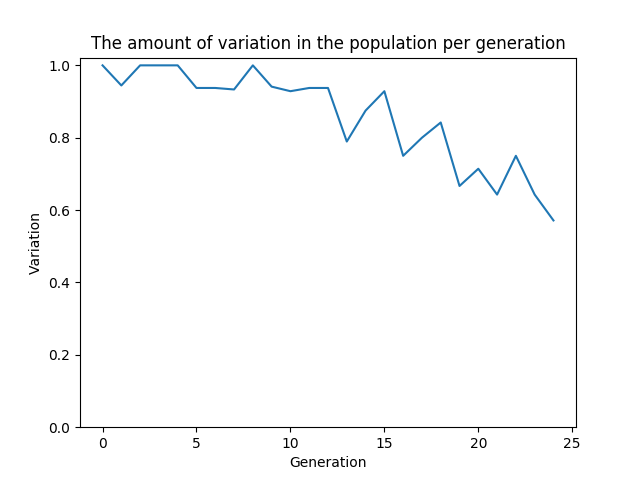 The amount of variation in the population per generation
1.0
0.8
0.6
0.4
0.2
0.0
Variation
0 5 10 15 20 25
Generation